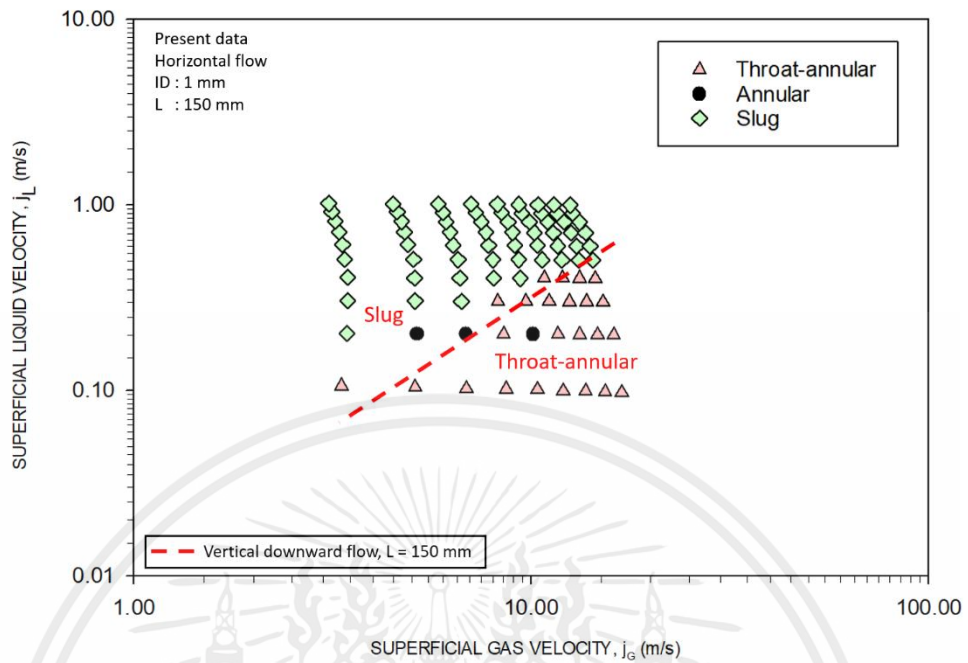 10.00
Present data
Horizontal flow
ID : 1 mm
L : 150 mm
Throat-annular
Annular
Slug
SUPERFICIAL LIQUID VELOCITY, jL (m/s)
1.00
Slug
Throat-annular
0.10
Vertical downward flow, L = 150 mm
0.01
1.00
10.00
100.00
SUPERFICIAL GAS VELOCITY, jG (m/s)